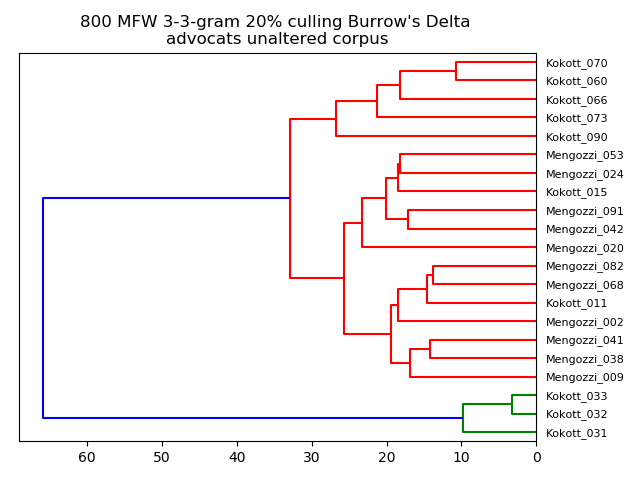 800 MFW 3-3-gram 20% culling Burrow's Delta
advocats unaltered corpus
Kokott_070
Kokott_060
Kokott_066
Kokott_073
Kokott_090
Mengozzi_053
Mengozzi_024
Kokott_015
Mengozzi_091
Mengozzi_042
Mengozzi_020
Mengozzi_082
Mengozzi_068
Kokott_011
Mengozzi_002
Mengozzi_041
Mengozzi_038
Mengozzi_009
Kokott_033
Kokott_032
Kokott_031
60 50 40 30 20 10 0